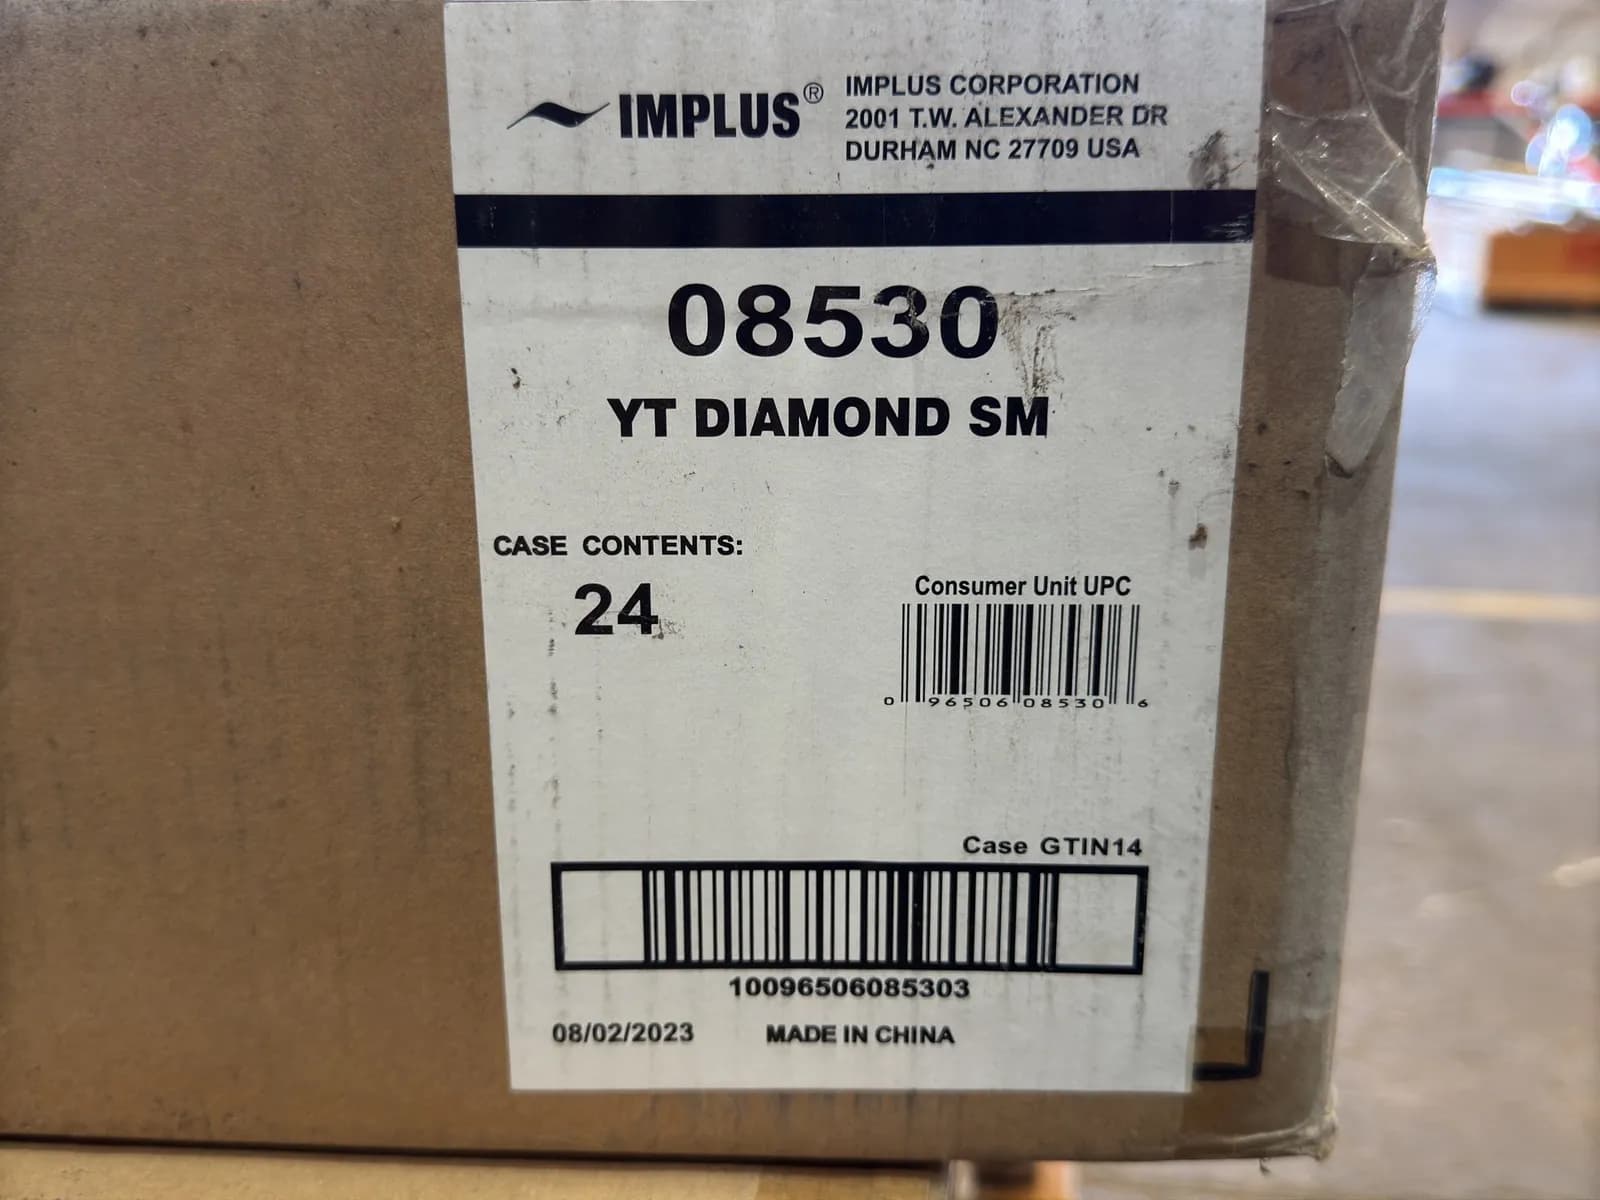 IMPLUS®
IMPLUS CORPORATION
2001 T.W. ALEXANDER DR
DURHAM NC 27709 USA
08530
YT DIAMOND SM
CASE CONTENTS:
24
Consumer Unit UPC
0 96506 08530 6
Case GTIN14
10096506085303
08/02/2023 MADE IN CHINA